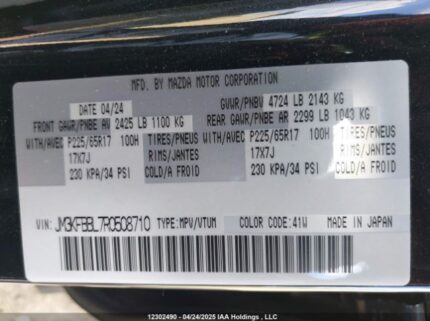 MFD. BY MAZDA MOTOR CORPORATION
DATE 04/24 GVWR/PNBV 4724 LB 2143 KG
FRONT GAWR/PNBE AV 2425 LB 1100 KG REAR GAWR/PNBE AR 2299 LB 1043 KG
WITH/AVEC P225/65R17 100H TIRES/PNEUS WITH/AVEC P225/65R17 100H TIRES/PNEUS
17X7J RIMS/JANTES 17X7J RIMS/JANTES
230 KPA/34 PSI COLD/A FROID 230 KPA/34 PSI COLD/A FROID
VIN: JM3KFBBL7R0508710 TYPE:MPV/VTUM COLOR CODE:41W MADE IN JAPAN
12302490 - 04/24/2025 IAA Holdings , LLC